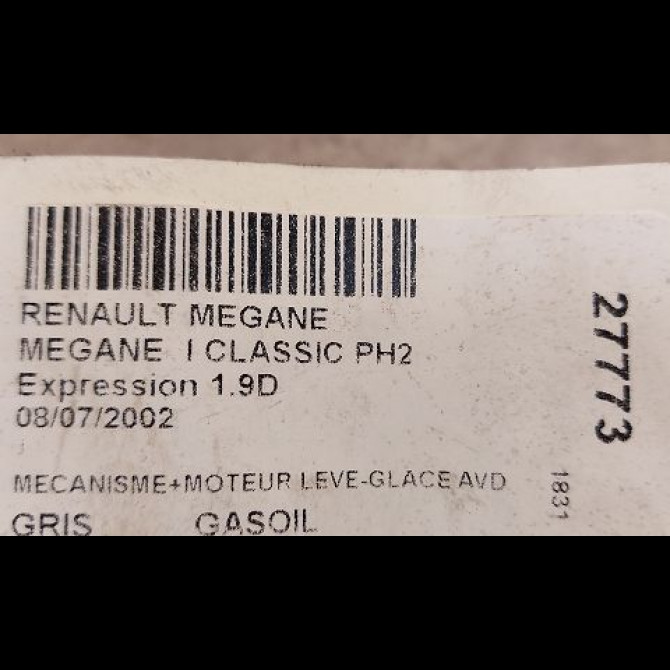 RENAULT MEGANE
MEGANE I CLASSIC PH2
Expression 1.9D
08/07/2002
MECANISME+MOTEUR LEVE-GLACE AVD
GRIS GASOIL
27773
1831